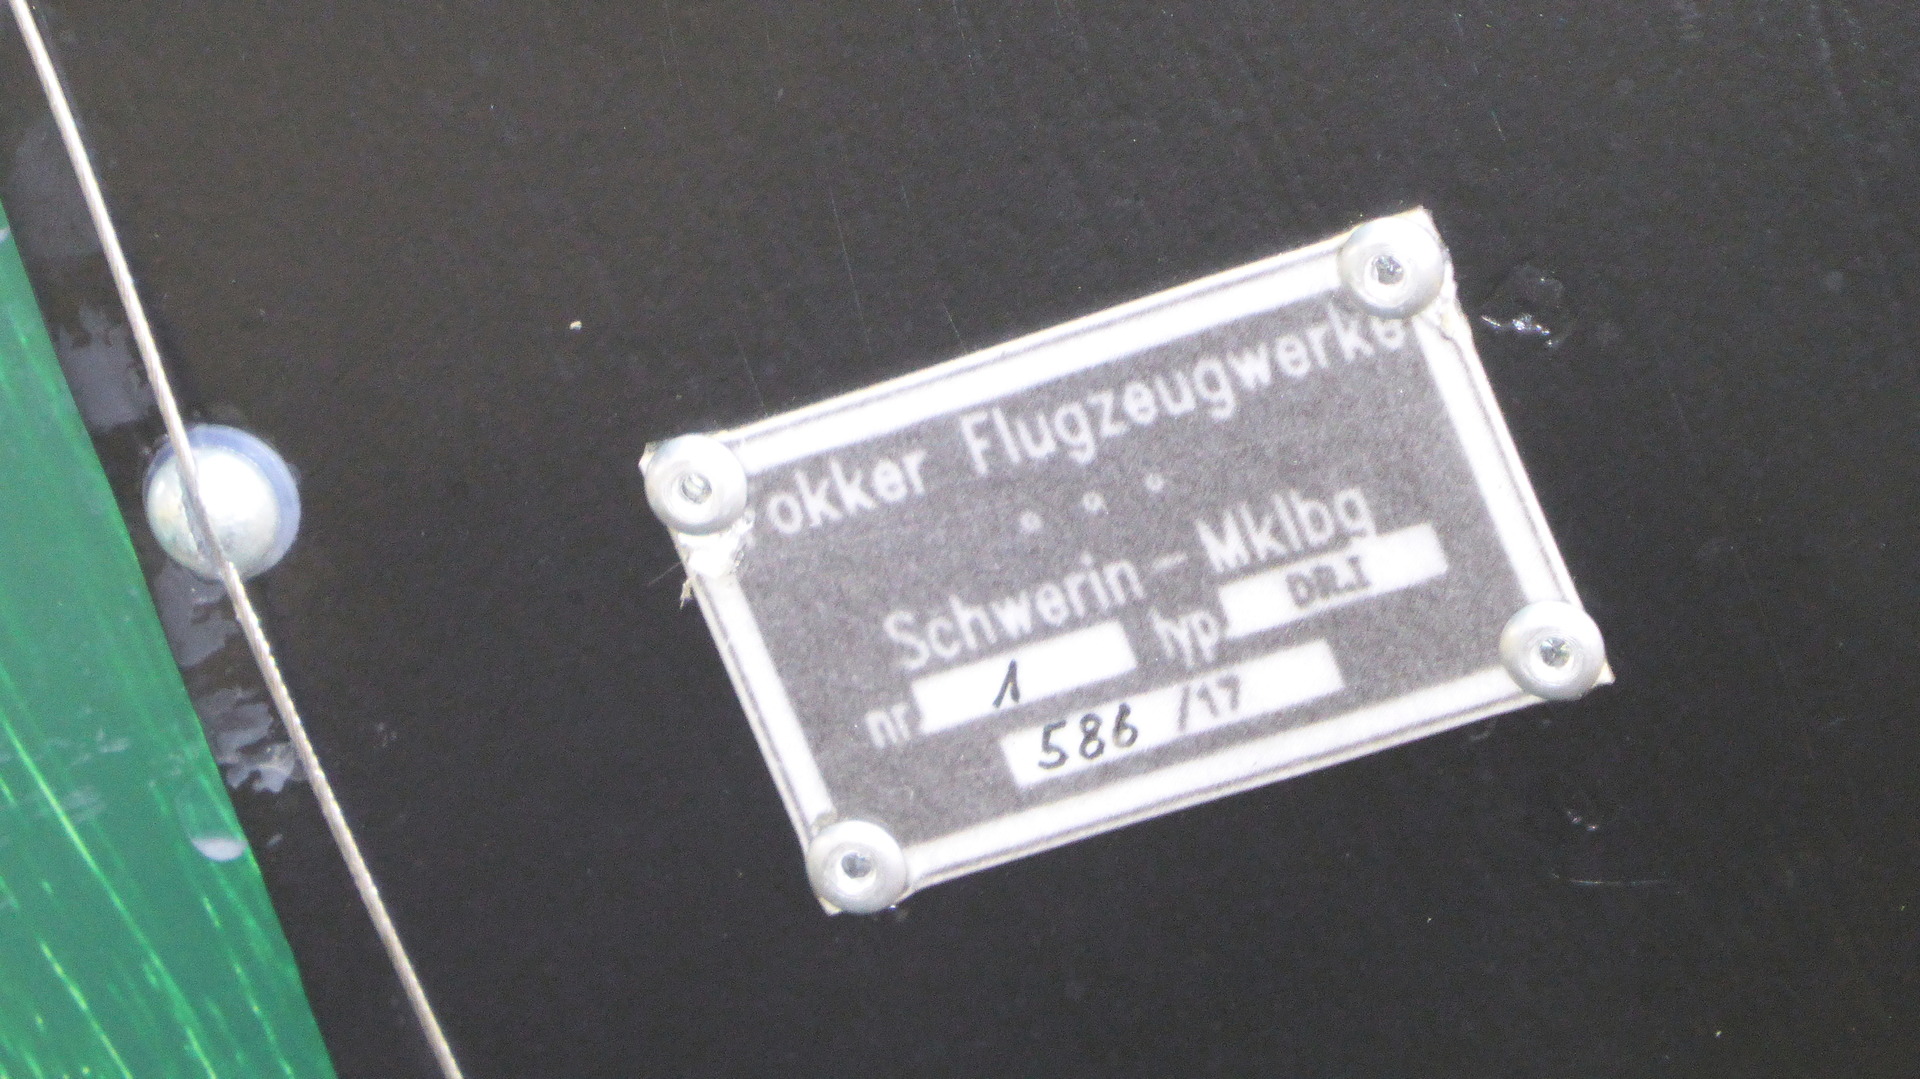 okker Flugzeugwerke
Schwerin - Mklbg
nr 1 typ DR.I
586 /17